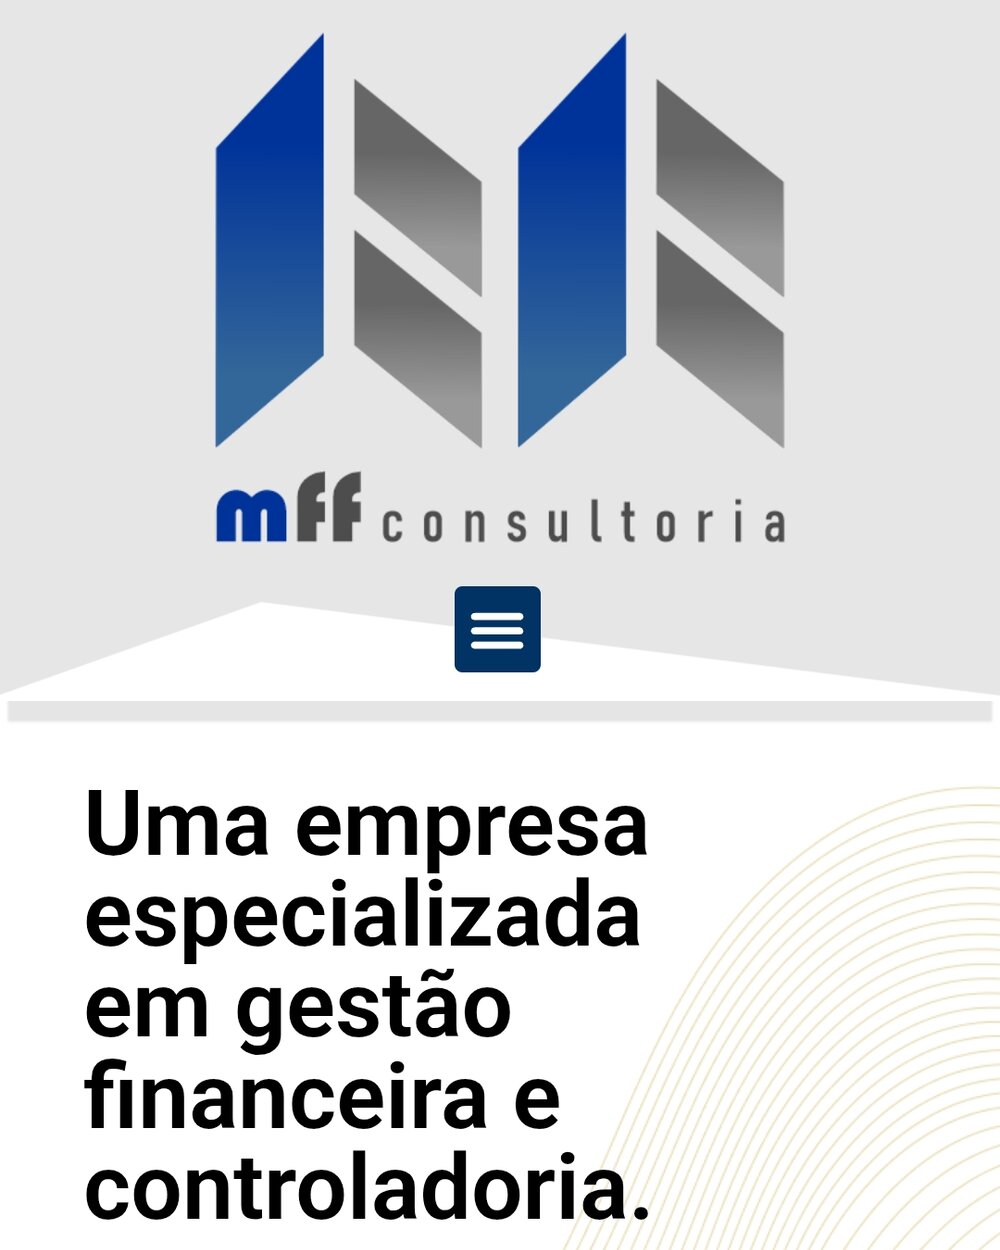 mff consultoria
Uma empresa
especializada
em gestão
financeira e
controladoria.